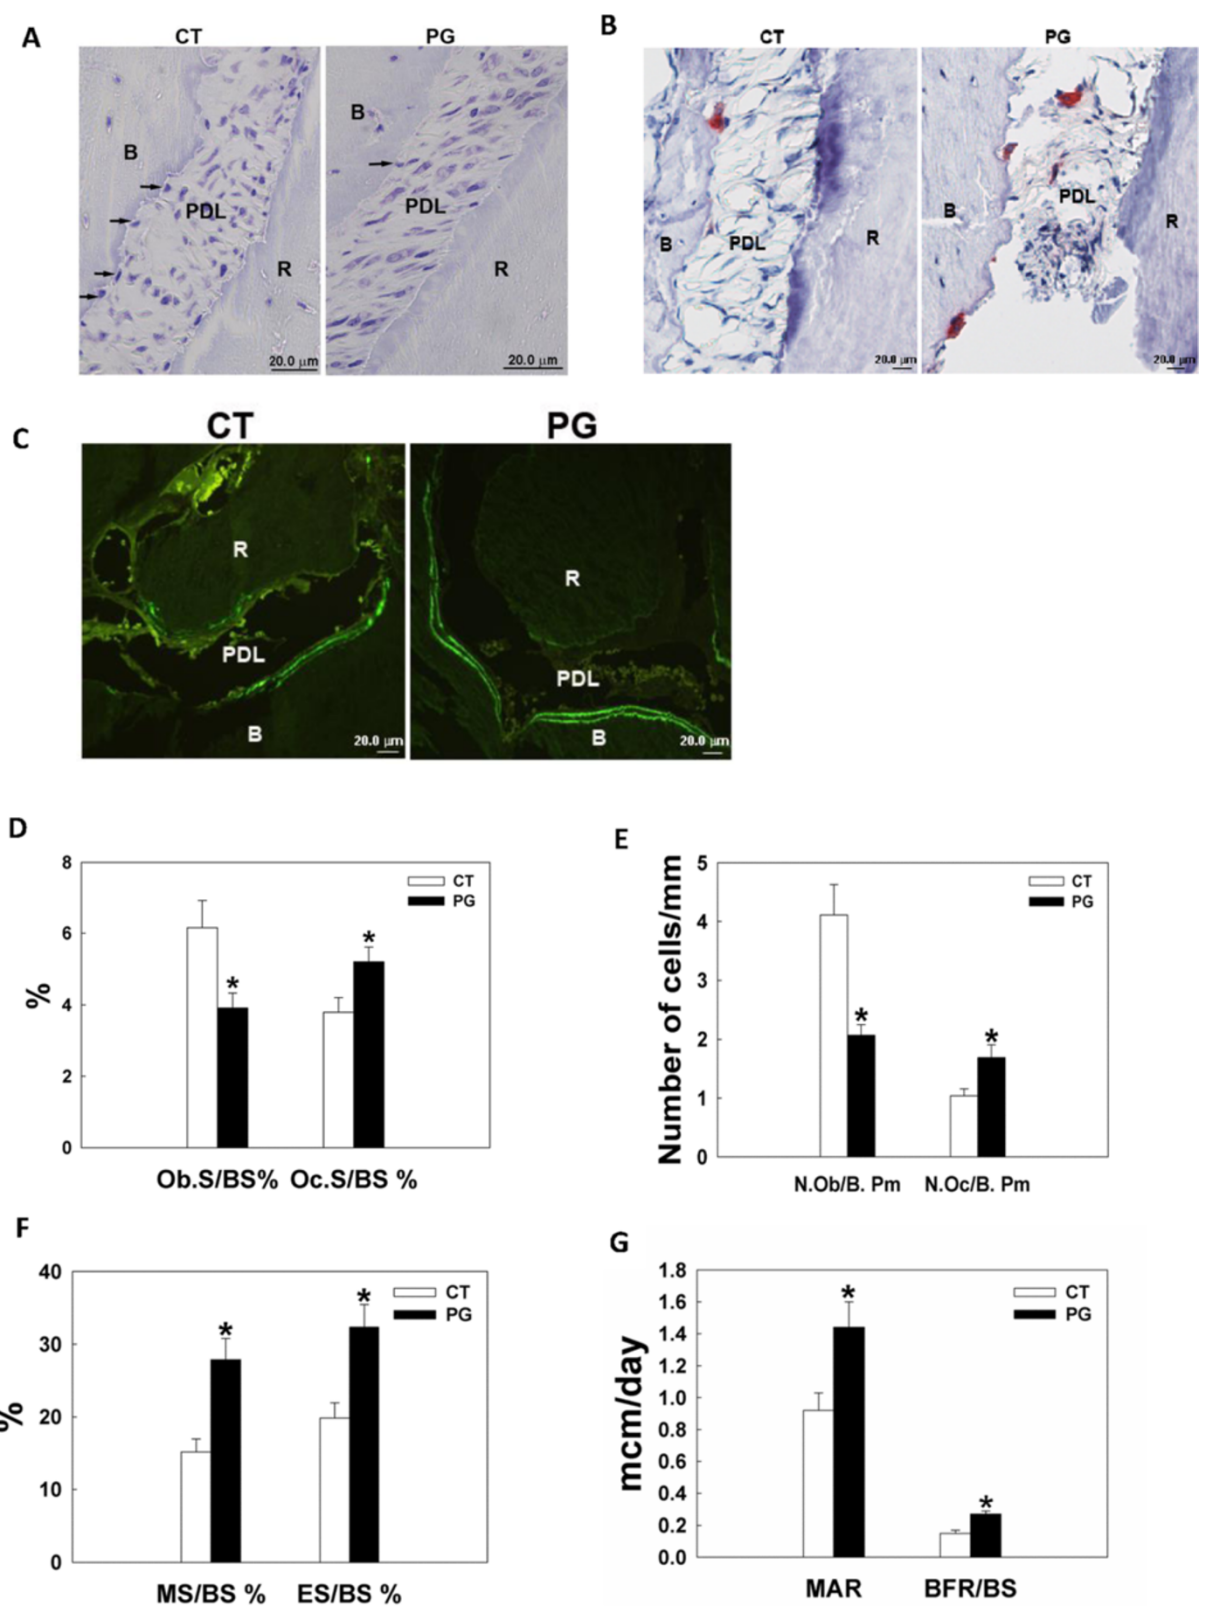 A
CT
PG
B
PDL
R
20.0 μm
B
PDL
R
20.0 μm
B
CT
PG
B
PDL
R
20.0 μm
B
PDL
R
20.0 μm
C
CT
PG
R
PDL
B
20.0 μm
R
PDL
B
20.0 μm
D
8
6
4
2
0
%
CT
PG
*
*
Ob.S/BS% Oc.S/BS %
E
5
4
3
2
1
0
Number of cells/mm
CT
PG
*
*
N.Ob/B. Pm N.Oc/B. Pm
F
40
30
20
10
0
%
CT
PG
*
*
MS/BS % ES/BS %
G
1.8
1.6
1.4
1.2
1.0
0.8
0.6
0.4
0.2
0.0
mcm/day
CT
PG
*
*
MAR BFR/BS